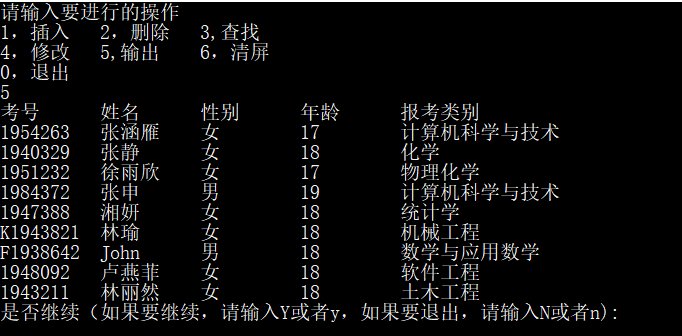 请输入要进行的操作
1，插入 2，删除 3,查找
4，修改 5,输出 6，清屏
0，退出
5
考号 姓名 性别 年龄 报考类别
1954263 张涵雁 女 17 计算机科学与技术
1940329 张静 女 18 化学
1951232 徐雨欣 女 17 物理化学
1984372 张申 男 19 计算机科学与技术
1947388 湘妍 女 18 统计学
K1943821 林瑜 女 18 机械工程
F1938642 John 男 18 数学与应用数学
1948092 卢燕菲 女 18 软件工程
1943211 林丽然 女 18 土木工程
是否继续（如果要继续，请输入Y或者y，如果要退出，请输入N或者n):